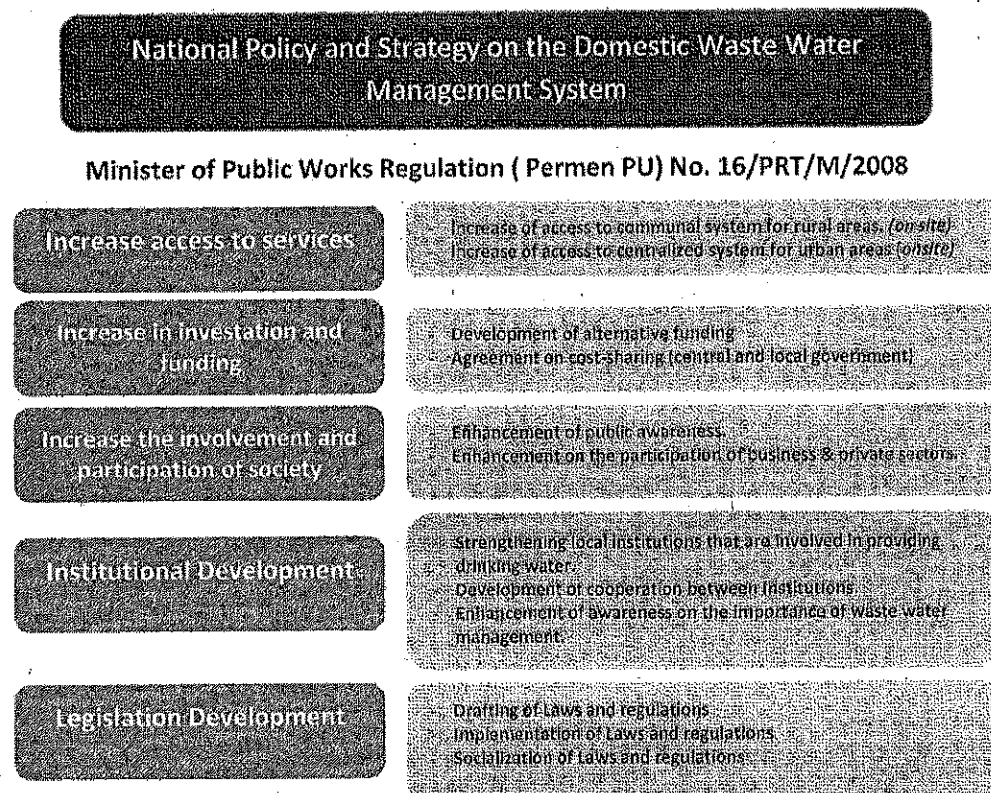 National Policy and Strategy on the Domestic Waste Water
Management System
Minister of Public Works Regulation ( Permen PU) No. 16/PRT/M/2008
Increase access to services
- Increase of access to communal system for rural areas. (on site)
- Increase of access to centralized system for urban areas (onsite)
Increase in investation and
funding
- Development of alternative funding
- Agreement on cost-sharing (central and local government)
Increase the involvement and
participation of society
- Enhancement of public awareness.
- Enhancement on the participation of business & private sectors.
Institutional Development
- Strengthening local institutions that are involved in providing
drinking water.
- Development of cooperation between institutions.
- Enhancement of awareness on the importance of waste water
management.
Legislation Development
- Drafting of Laws and regulations
- Implementation of Laws and regulations
- Socialization of Laws and regulations